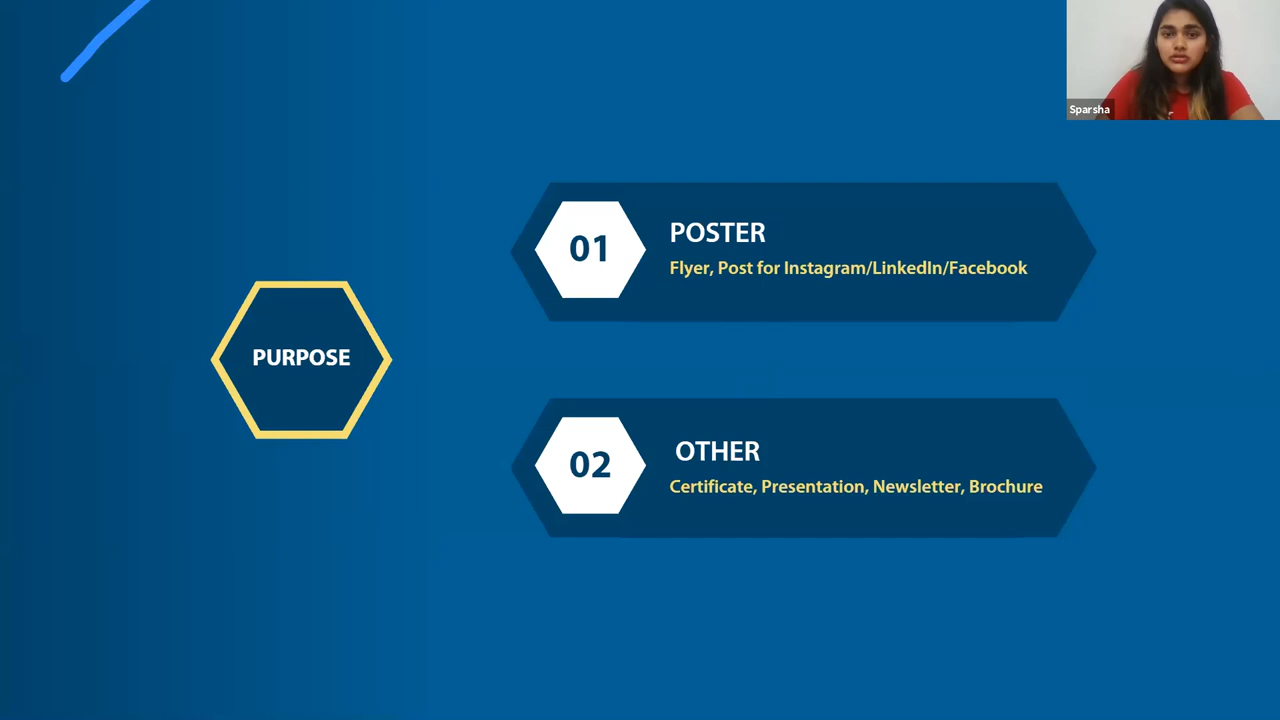 Sparsha
PURPOSE
01
POSTER
Flyer, Post for Instagram/LinkedIn/Facebook
02
OTHER
Certificate, Presentation, Newsletter, Brochure